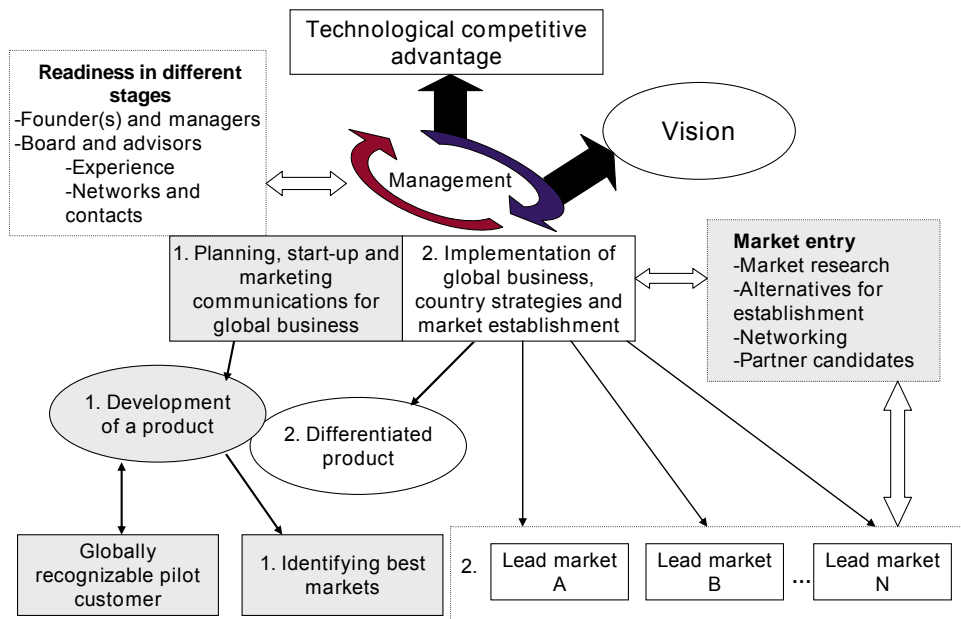 Technological competitive
advantage
Readiness in different
stages
-Founder(s) and managers
-Board and advisors
-Experience
-Networks and
contacts
Vision
Management
1. Planning, start-up and
marketing
communications for
global business
2. Implementation of
global business,
country strategies and
market establishment
Market entry
-Market research
-Alternatives for
establishment
-Networking
-Partner candidates
1. Development
of a product
2. Differentiated
product
Globally
recognizable pilot
customer
1. Identifying best
markets
2.
Lead market
A
Lead market
B
...
Lead market
N